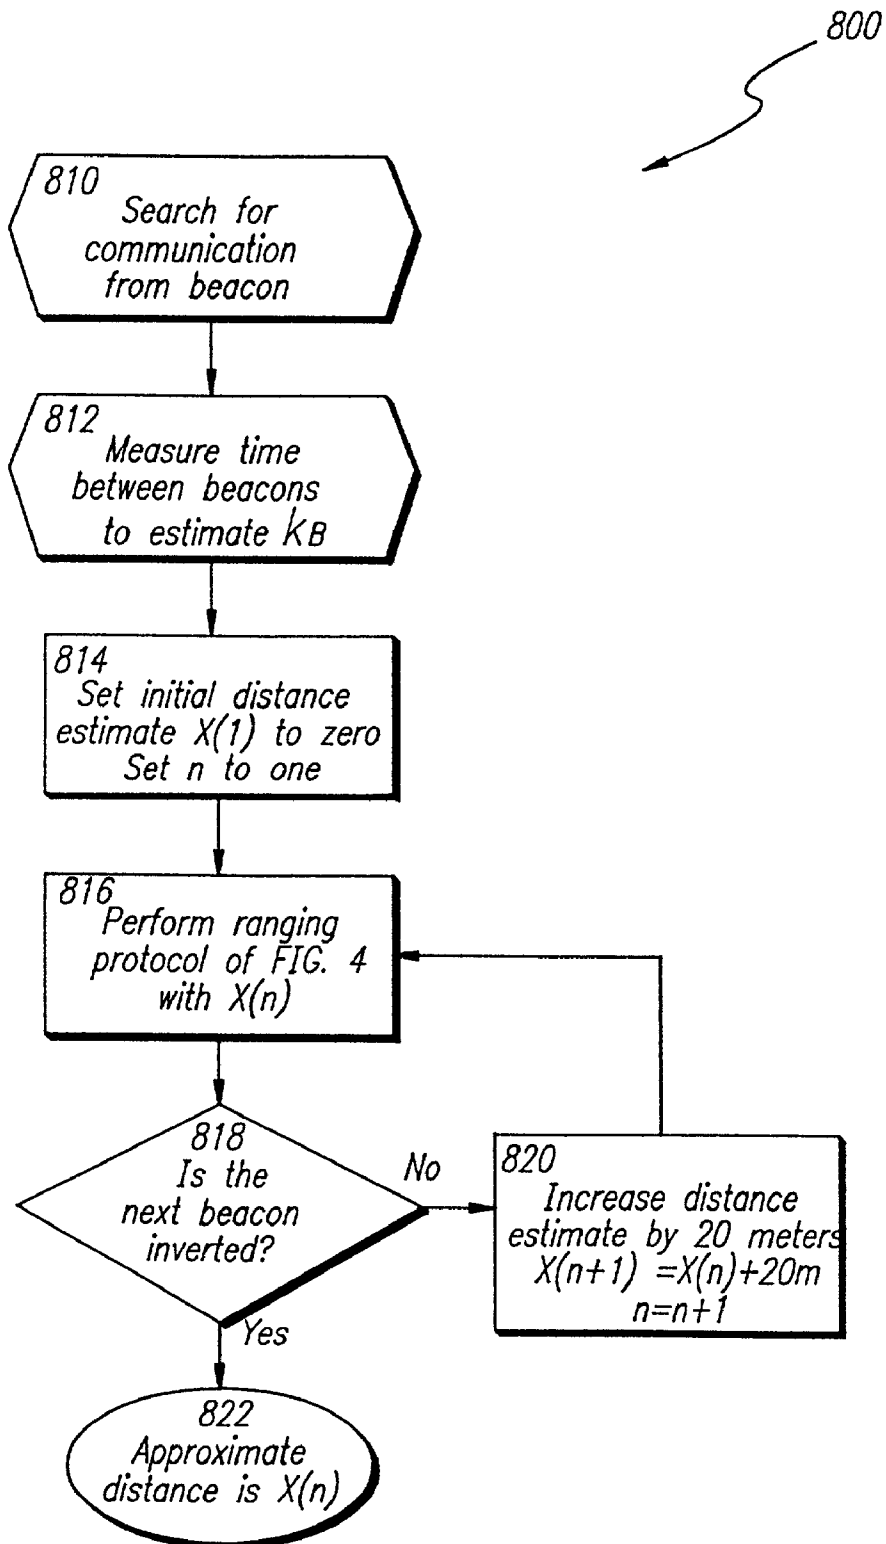 800
810
Search for
communication
from beacon
812
Measure time
between beacons
to estimate kB
814
Set initial distance
estimate X(1) to zero
Set n to one
816
Perform ranging
protocol of FIG. 4
with X(n)
818
Is the
next beacon
inverted?
No
820
Increase distance
estimate by 20 meters
X(n+1) =X(n)+20m
n=n+1
Yes
822
Approximate
distance is X(n)